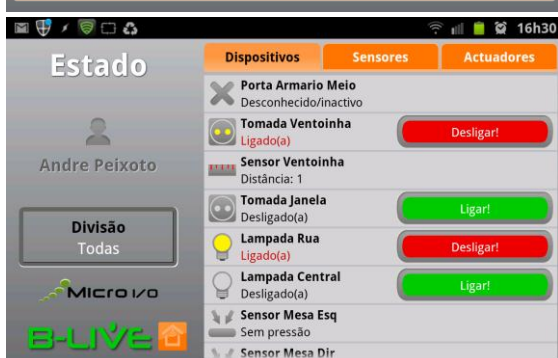 16h30
Estado
Andre Peixoto
Divisão
Todas
Micro I/O
B-LIVE
Dispositivos
Sensores
Actuadores
Porta Armario Meio
Desconhecido/inactivo
Tomada Ventoinha
Ligado(a)
Desligar!
Sensor Ventoinha
Distância: 1
Tomada Janela
Desligado(a)
Ligar!
Lampada Rua
Ligado(a)
Desligar!
Lampada Central
Desligado(a)
Ligar!
Sensor Mesa Esq
Sem pressão
Sensor Mesa Dir